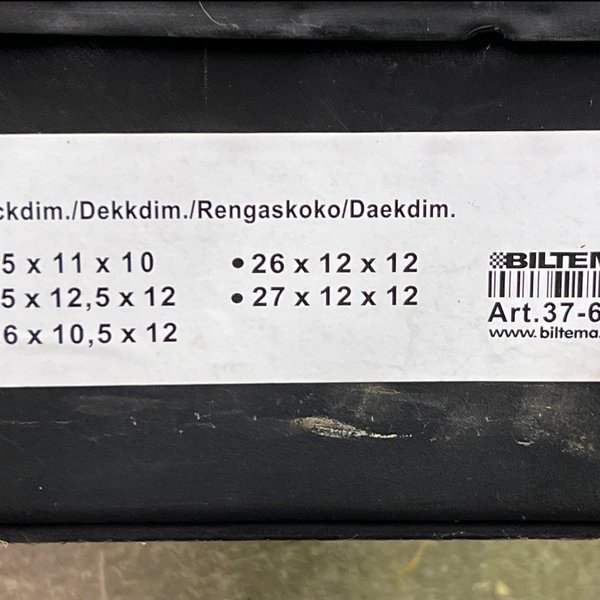 ckdim./Dekkdim./Rengaskoko/Daekdim.
5 x 11 x 10
5 x 12,5 x 12
6 x 10,5 x 12
• 26 x 12 x 12
• 27 x 12 x 12
BILTEM
Art.37-6
www.biltema.